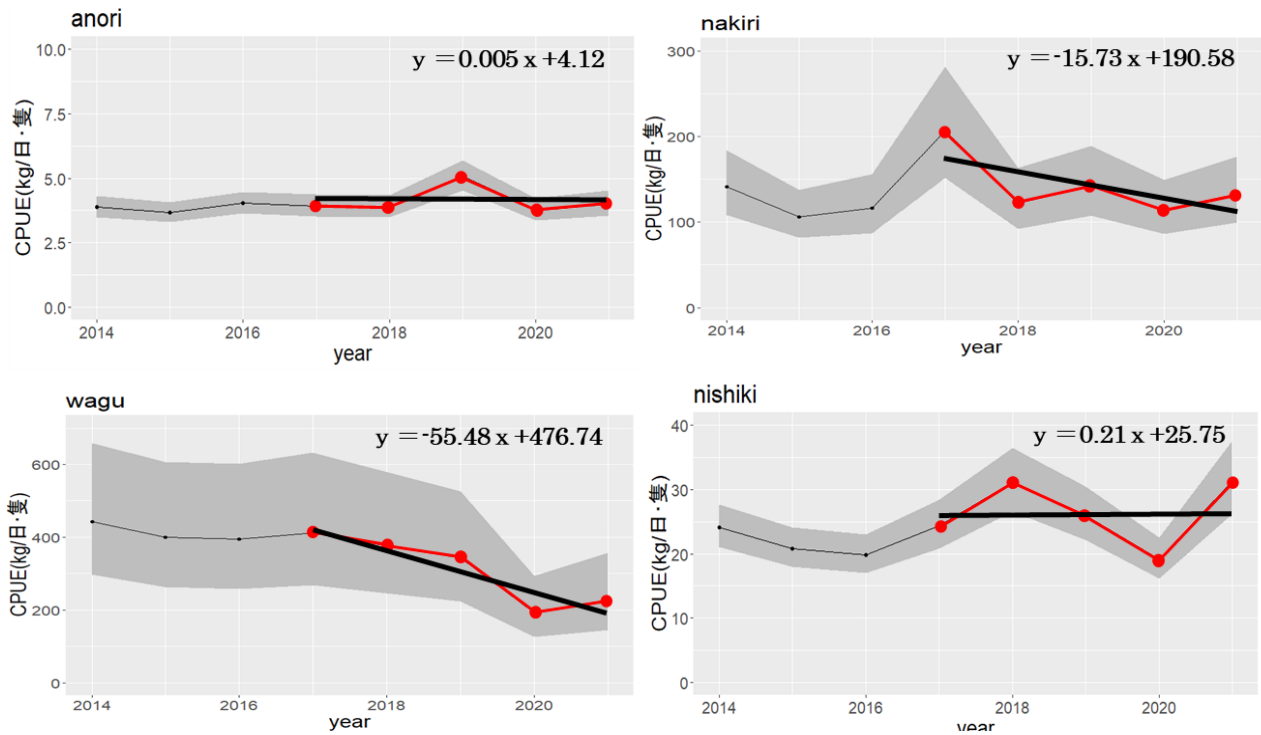 anori
y = 0.005 x + 4.12
CPUE(kg/日·隻)
10.0
7.5
5.0
2.5
0.0
2014
2016
2018
2020
year
nakiri
y = -15.73 x + 190.58
CPUE(kg/日·隻)
300
200
100
0
2014
2016
2018
2020
year
wagu
y = -55.48 x + 476.74
CPUE(kg/日·隻)
600
400
200
0
2014
2016
2018
2020
year
nishiki
y = 0.21 x + 25.75
CPUE(kg/日·隻)
40
30
20
10
0
2014
2016
2018
2020
year